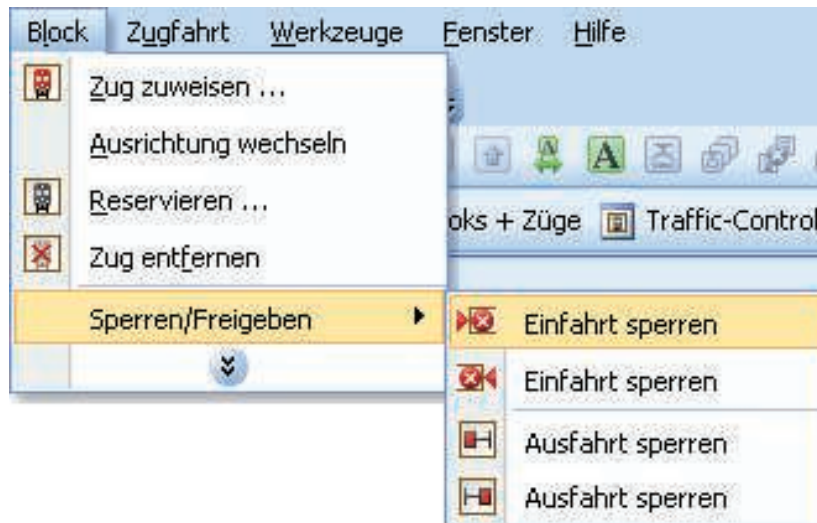 Block Zugfahrt Werkzeuge Fenster Hilfe
Zug zuweisen ...
Ausrichtung wechseln
Reservieren ...
Zug entfernen
Sperren/Freigeben
A
oks + Züge Traffic-Control
Einfahrt sperren
Einfahrt sperren
Ausfahrt sperren
Ausfahrt sperren